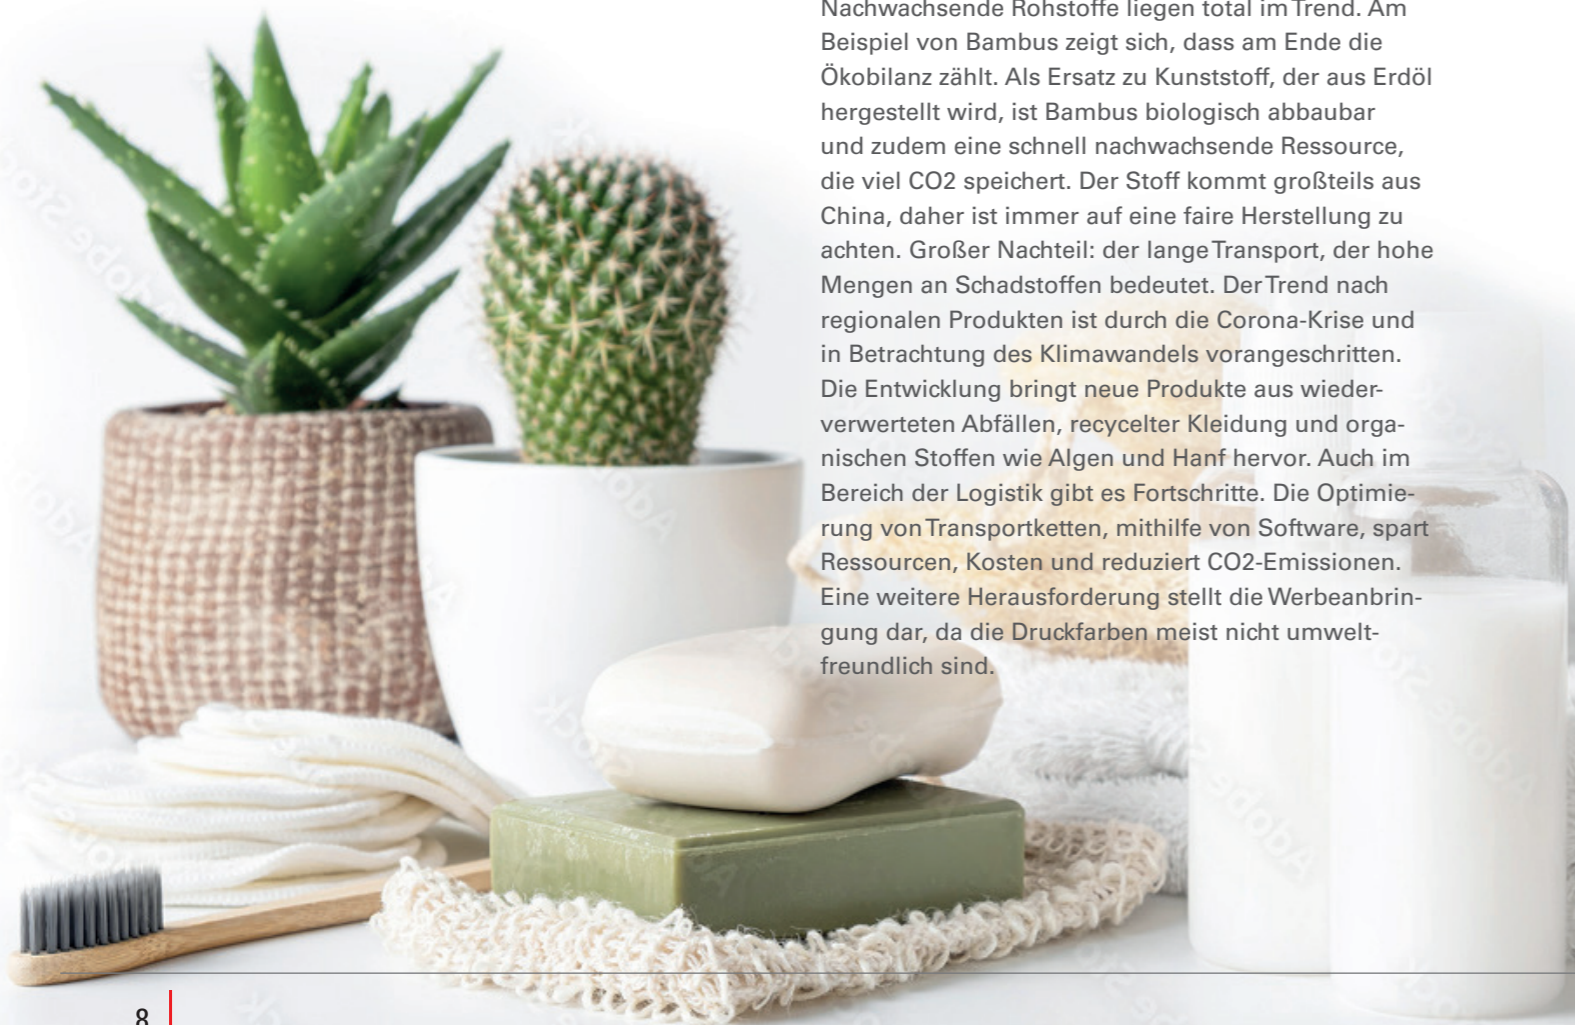 Nachwachsende Rohstoffe liegen total im Trend. Am
Beispiel von Bambus zeigt sich, dass am Ende die
Ökobilanz zählt. Als Ersatz zu Kunststoff, der aus Erdöl
hergestellt wird, ist Bambus biologisch abbaubar
und zudem eine schnell nachwachsende Ressource,
die viel CO2 speichert. Der Stoff kommt großteils aus
China, daher ist immer auf eine faire Herstellung zu
achten. Großer Nachteil: der lange Transport, der hohe
Mengen an Schadstoffen bedeutet. Der Trend nach
regionalen Produkten ist durch die Corona-Krise und
in Betrachtung des Klimawandels vorangeschritten.
Die Entwicklung bringt neue Produkte aus wieder-
verwerteten Abfällen, recycelter Kleidung und orga-
nischen Stoffen wie Algen und Hanf hervor. Auch im
Bereich der Logistik gibt es Fortschritte. Die Optimie-
rung von Transportketten, mithilfe von Software, spart
Ressourcen, Kosten und reduziert CO2-Emissionen.
Eine weitere Herausforderung stellt die Werbeanbrin-
gung dar, da die Druckfarben meist nicht umwelt-
freundlich sind.
8